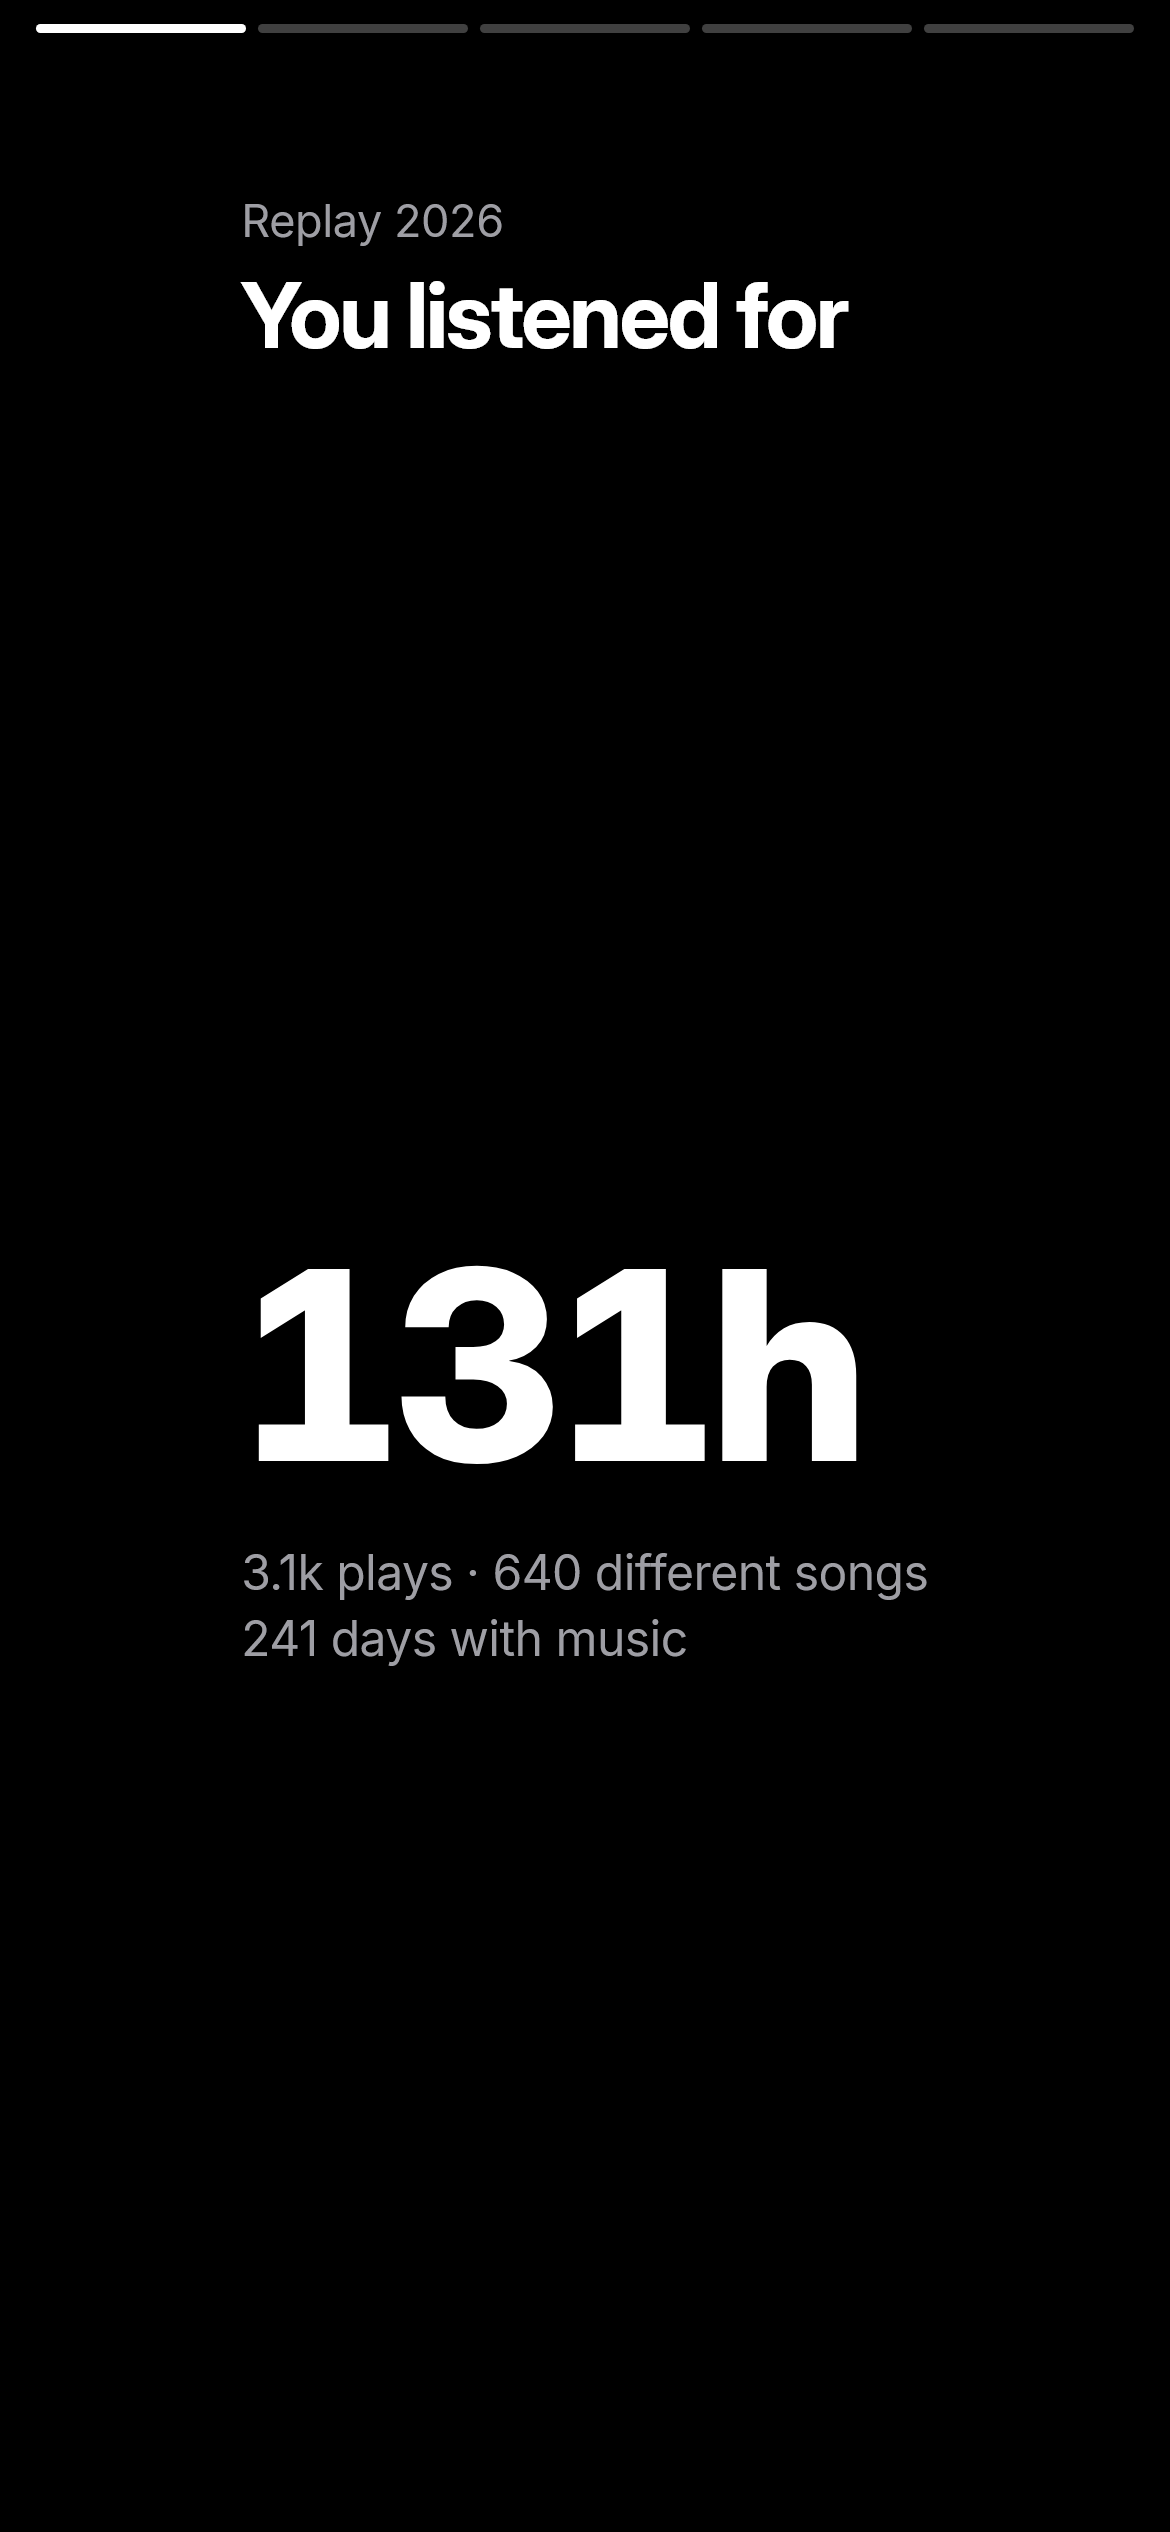 Replay 2026
You listened for
131h
3.1k plays · 640 different songs
241 days with music